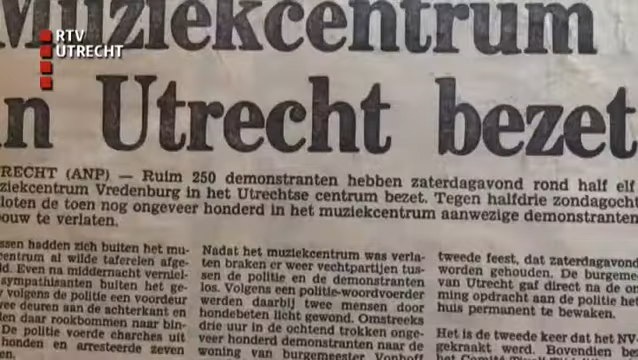 RTV
UTRECHT
Muziekcentrum
in Utrecht bezet
RECHT (ANP) — Ruim 250 demonstranten hebben zaterdagavond rond half elf
ziekcentrum Vredenburg in het Utrechtse centrum bezet. Tegen halfdrie zondagocht
loten de toen nog ongeveer honderd in het muziekcentrum aanwezige demonstranten
ouw te verlaten.
ssen hadden zich buiten het mu-
centrum al wilde taferelen afge-
ld. Even na middernacht verniel-
sympathisanten buiten het ge-
volgens de politie een voordeur
vee deuren aan de achterkant en
den daar rookbommen naar bin-
De politie voerde charges uit
honden en arresteerde zeven
en.
Nadat het muziekcentrum was verla-
ten braken er weer vechtpartijen tus-
sen de politie en de demonstranten
los. Volgens een politie-woordvoerder
werden daarbij twee mensen door
hondebeten licht gewond. Omstreeks
drie uur in de ochtend trokken onge-
veer honderd demonstranten naar de
woning van burgemeester Vonhoff
tweede feest, dat zaterdagavond
worden gehouden. De burgeme
van Utrecht gaf direct na de on
ming opdracht aan de politie het
huis permanent te bewaken.
Het is de tweede keer dat het NV
gekraakt werd. Bovendien b